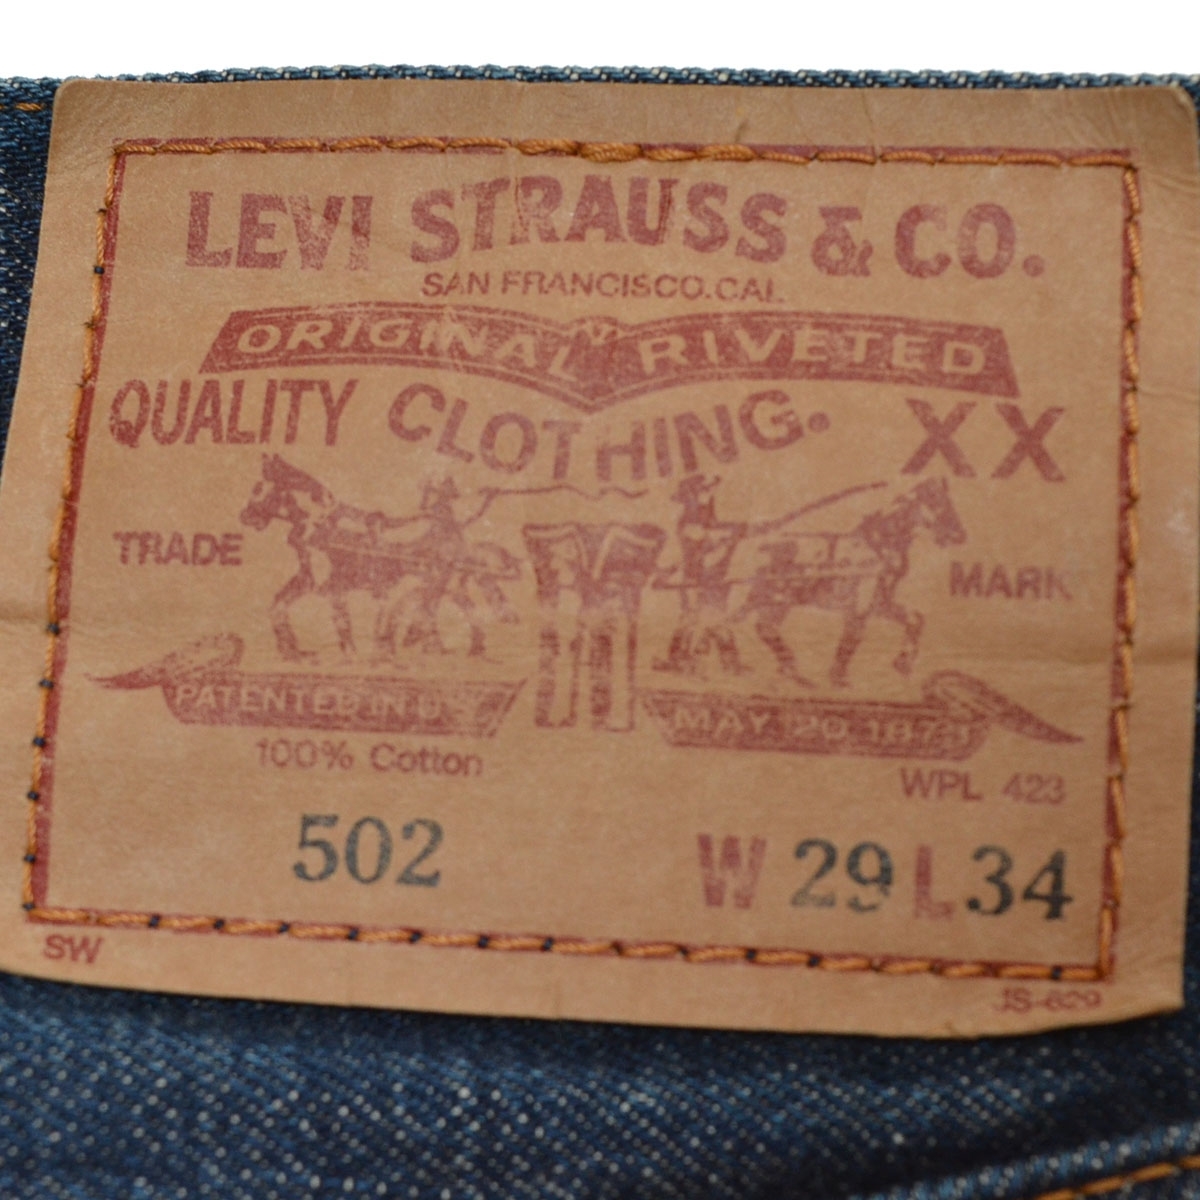 LEVI STRAUSS & CO.
SAN FRANCISCO.CAL
ORIGINAL RIVETED
QUALITY CLOTHING. XX
TRADE MARK
PATENTED IN U.S. MAY 20 1873
100% Cotton
WPL 423
502 W 29 L 34
SW
JS-629